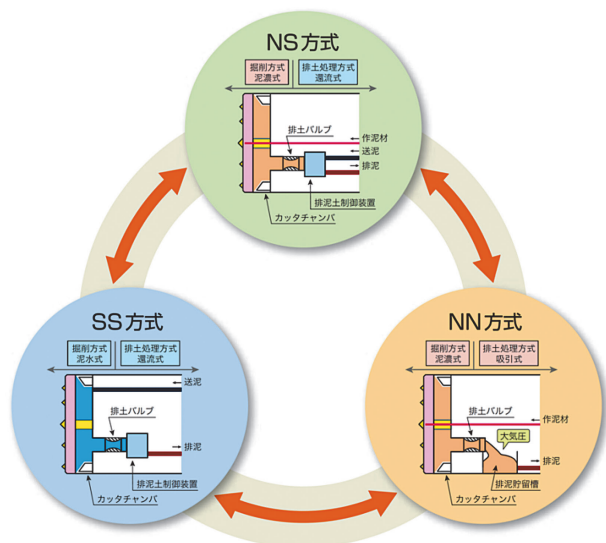 NS方式
掘削方式
泥濃式
排土処理方式
還流式
排土バルブ
作泥材
送泥
排泥
排泥土制御装置
カッタチャンバ
SS方式
掘削方式
泥水式
排土処理方式
還流式
送泥
排土バルブ
排泥
排泥土制御装置
カッタチャンバ
NN方式
掘削方式
泥濃式
排土処理方式
吸引式
排土バルブ
作泥材
大気圧
排泥
排泥貯留槽
カッタチャンバ